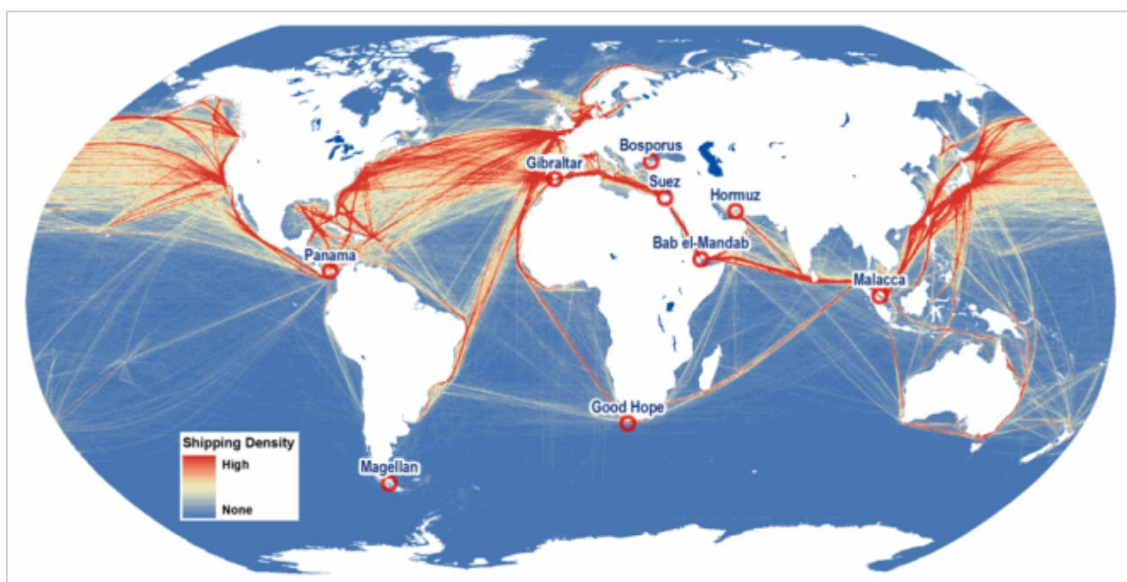 Bosporus
Gibraltar
Suez
Hormuz
Bab el-Mandab
Panama
Malacca
Good Hope
Magellan
Shipping Density
High
None